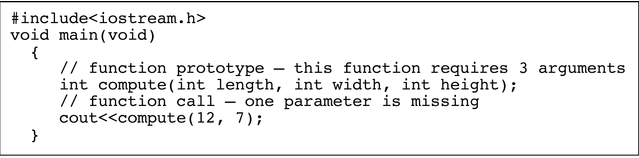 #include<iostream.h>
void main(void)
{
// function prototype – this function requires 3 arguments
int compute(int length, int width, int height);
// function call – one parameter is missing
cout<<compute(12, 7);
}